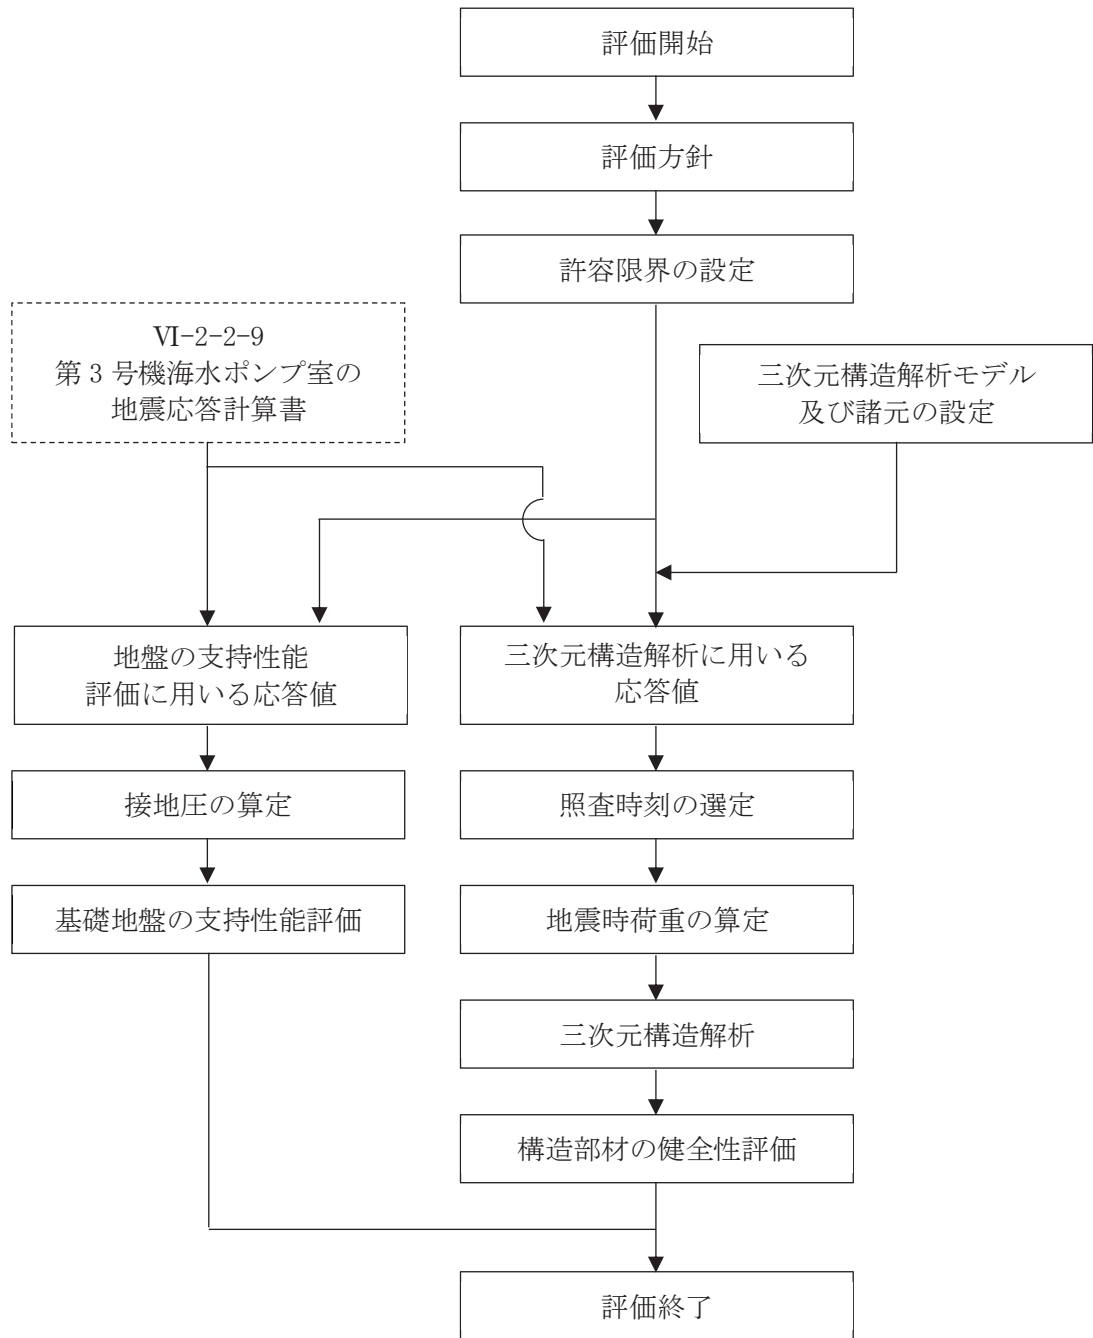 評価開始
評価方針
許容限界の設定
Ⅵ-2-2-9
第 3 号機海水ポンプ室の
地震応答計算書
三次元構造解析モデル
及び諸元の設定
地盤の支持性能
評価に用いる応答値
三次元構造解析に用いる
応答値
接地圧の算定
照査時刻の選定
基礎地盤の支持性能評価
地震時荷重の算定
三次元構造解析
構造部材の健全性評価
評価終了